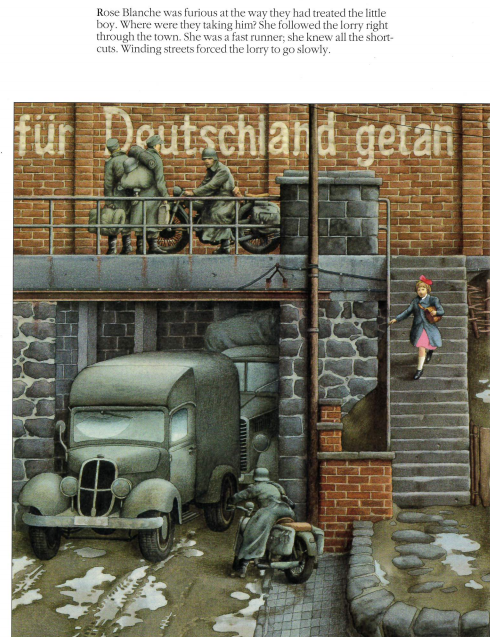 Rose Blanche was furious at the way they had treated the little
boy. Where were they taking him? She followed the lorry right
through the town. She was a fast runner; she knew all the short-
cuts. Winding streets forced the lorry to go slowly.
für Deutschland getan